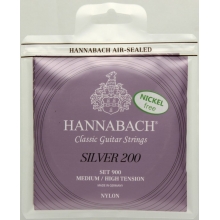 HANNABACH AIR-SEALED
NICKEL
free
HANNABACH
Classic Guitar Strings
SILVER 200
SET 900
MEDIUM / HIGH TENSION
NYLON